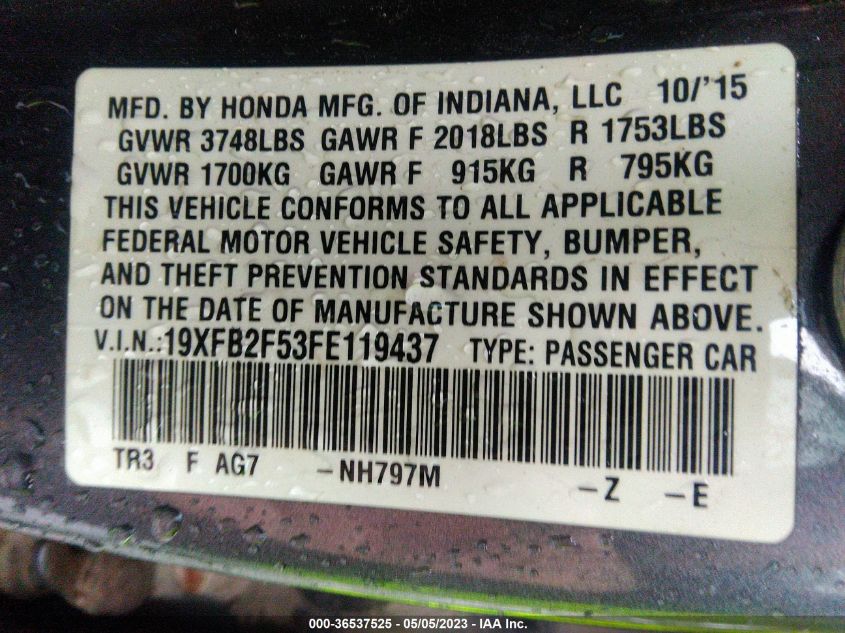 MFD. BY HONDA MFG. OF INDIANA, LLC 10/'15
GVWR 3748LBS GAWR F 2018LBS R 1753LBS
GVWR 1700KG GAWR F 915KG R 795KG
THIS VEHICLE CONFORMS TO ALL APPLICABLE
FEDERAL MOTOR VEHICLE SAFETY, BUMPER,
AND THEFT PREVENTION STANDARDS IN EFFECT
ON THE DATE OF MANUFACTURE SHOWN ABOVE.
V.I.N.:19XFB2F53FE119437 TYPE: PASSENGER CAR
TR3 F AG7 -NH797M -Z -E
000-36537525 - 05/05/2023 - IAA Inc.